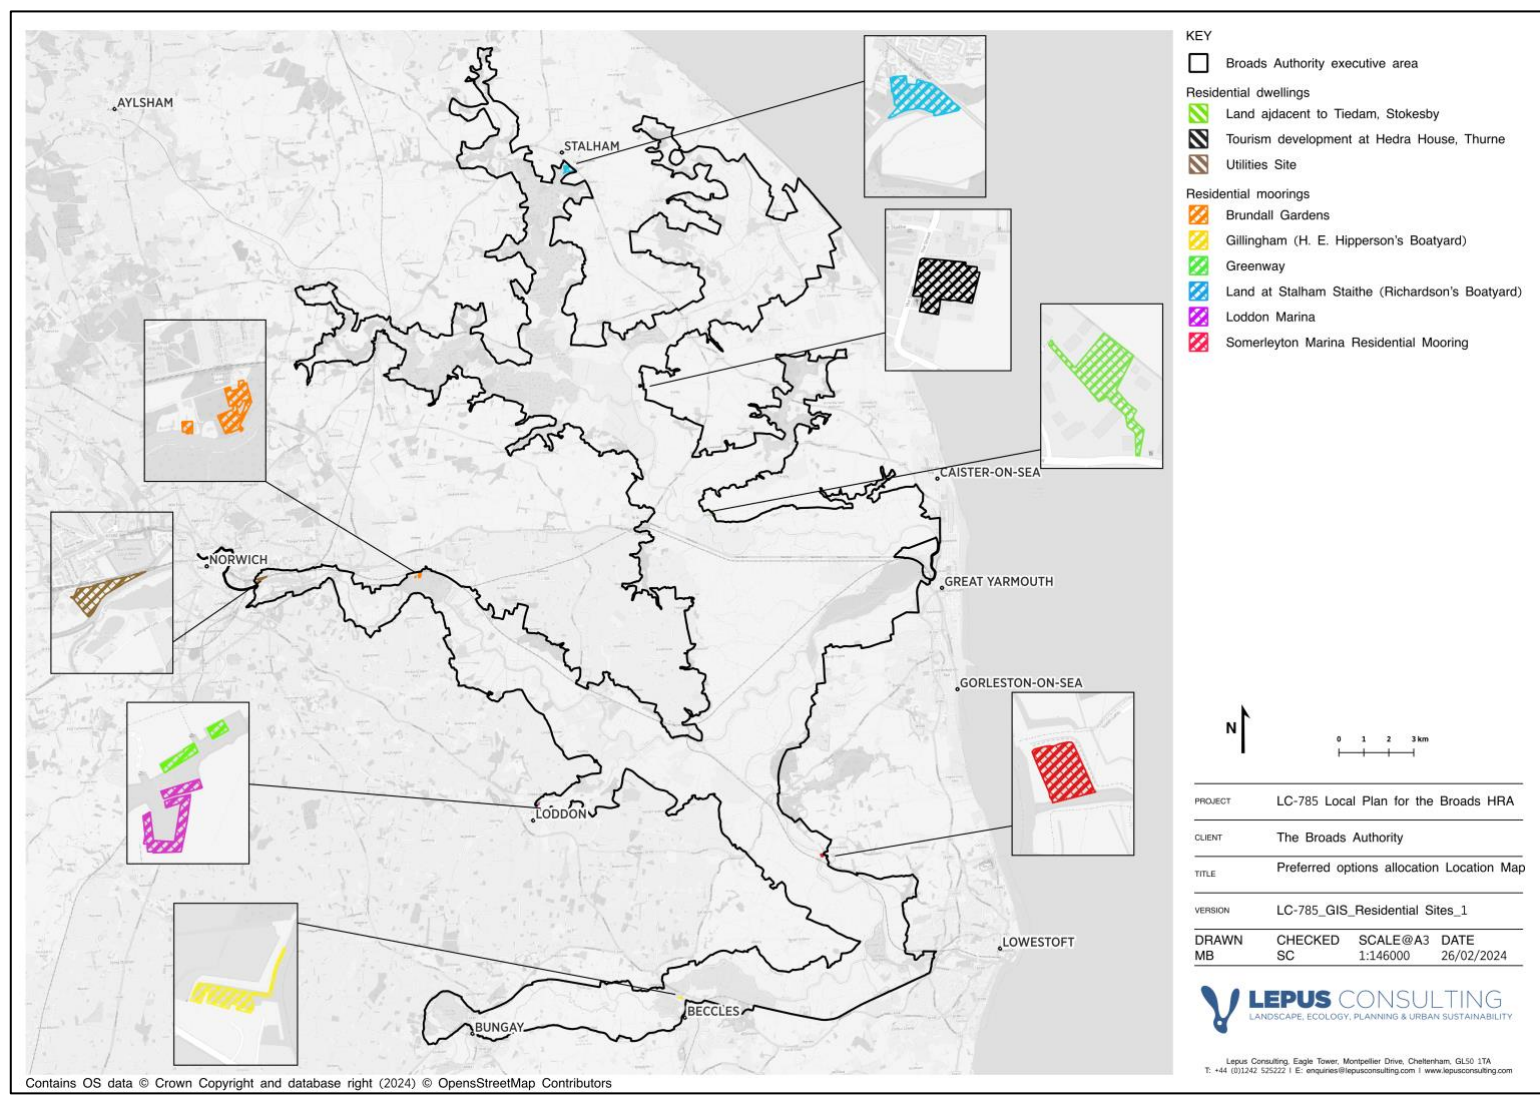 AYLSHAM
STALHAM
CAISTER-ON-SEA
NORWICH
GREAT YARMOUTH
GORLESTON-ON-SEA
LODDON
LOWESTOFT
BECCLES
BUNGAY
Contains OS data © Crown Copyright and database right (2024) © OpensStreetMap Contributors
KEY
Broads Authority executive area
Residential dwellings
Land ajdacent to Tiedam, Stokesby
Tourism development at Hedra House, Thurne
Utilities Site
Residential moorings
Brundall Gardens
Gillingham (H. E. Hipperson's Boatyard)
Greenway
Land at Stalham Staithe (Richardson's Boatyard)
Loddon Marina
Somerleyton Marina Residential Mooring
N
0 1 2 3 km
PROJECT LC-785 Local Plan for the Broads HRA
CLIENT The Broads Authority
TITLE Preferred options allocation Location Map
VERSION LC-785_GIS_Residential Sites_1
DRAWN CHECKED SCALE@A3 DATE
MB SC 1:146000 26/02/2024
LEPUS CONSULTING
LANDSCAPE, ECOLOGY, PLANNING & URBAN SUSTAINABILITY
Lepus Consulting, Eagle Tower, Montpellier Drive, Cheltenham, GL50 1TA
T: +44 (0)1242 525222 I E: enquiries@lepusconsulting.com I www.lepusconsulting.com